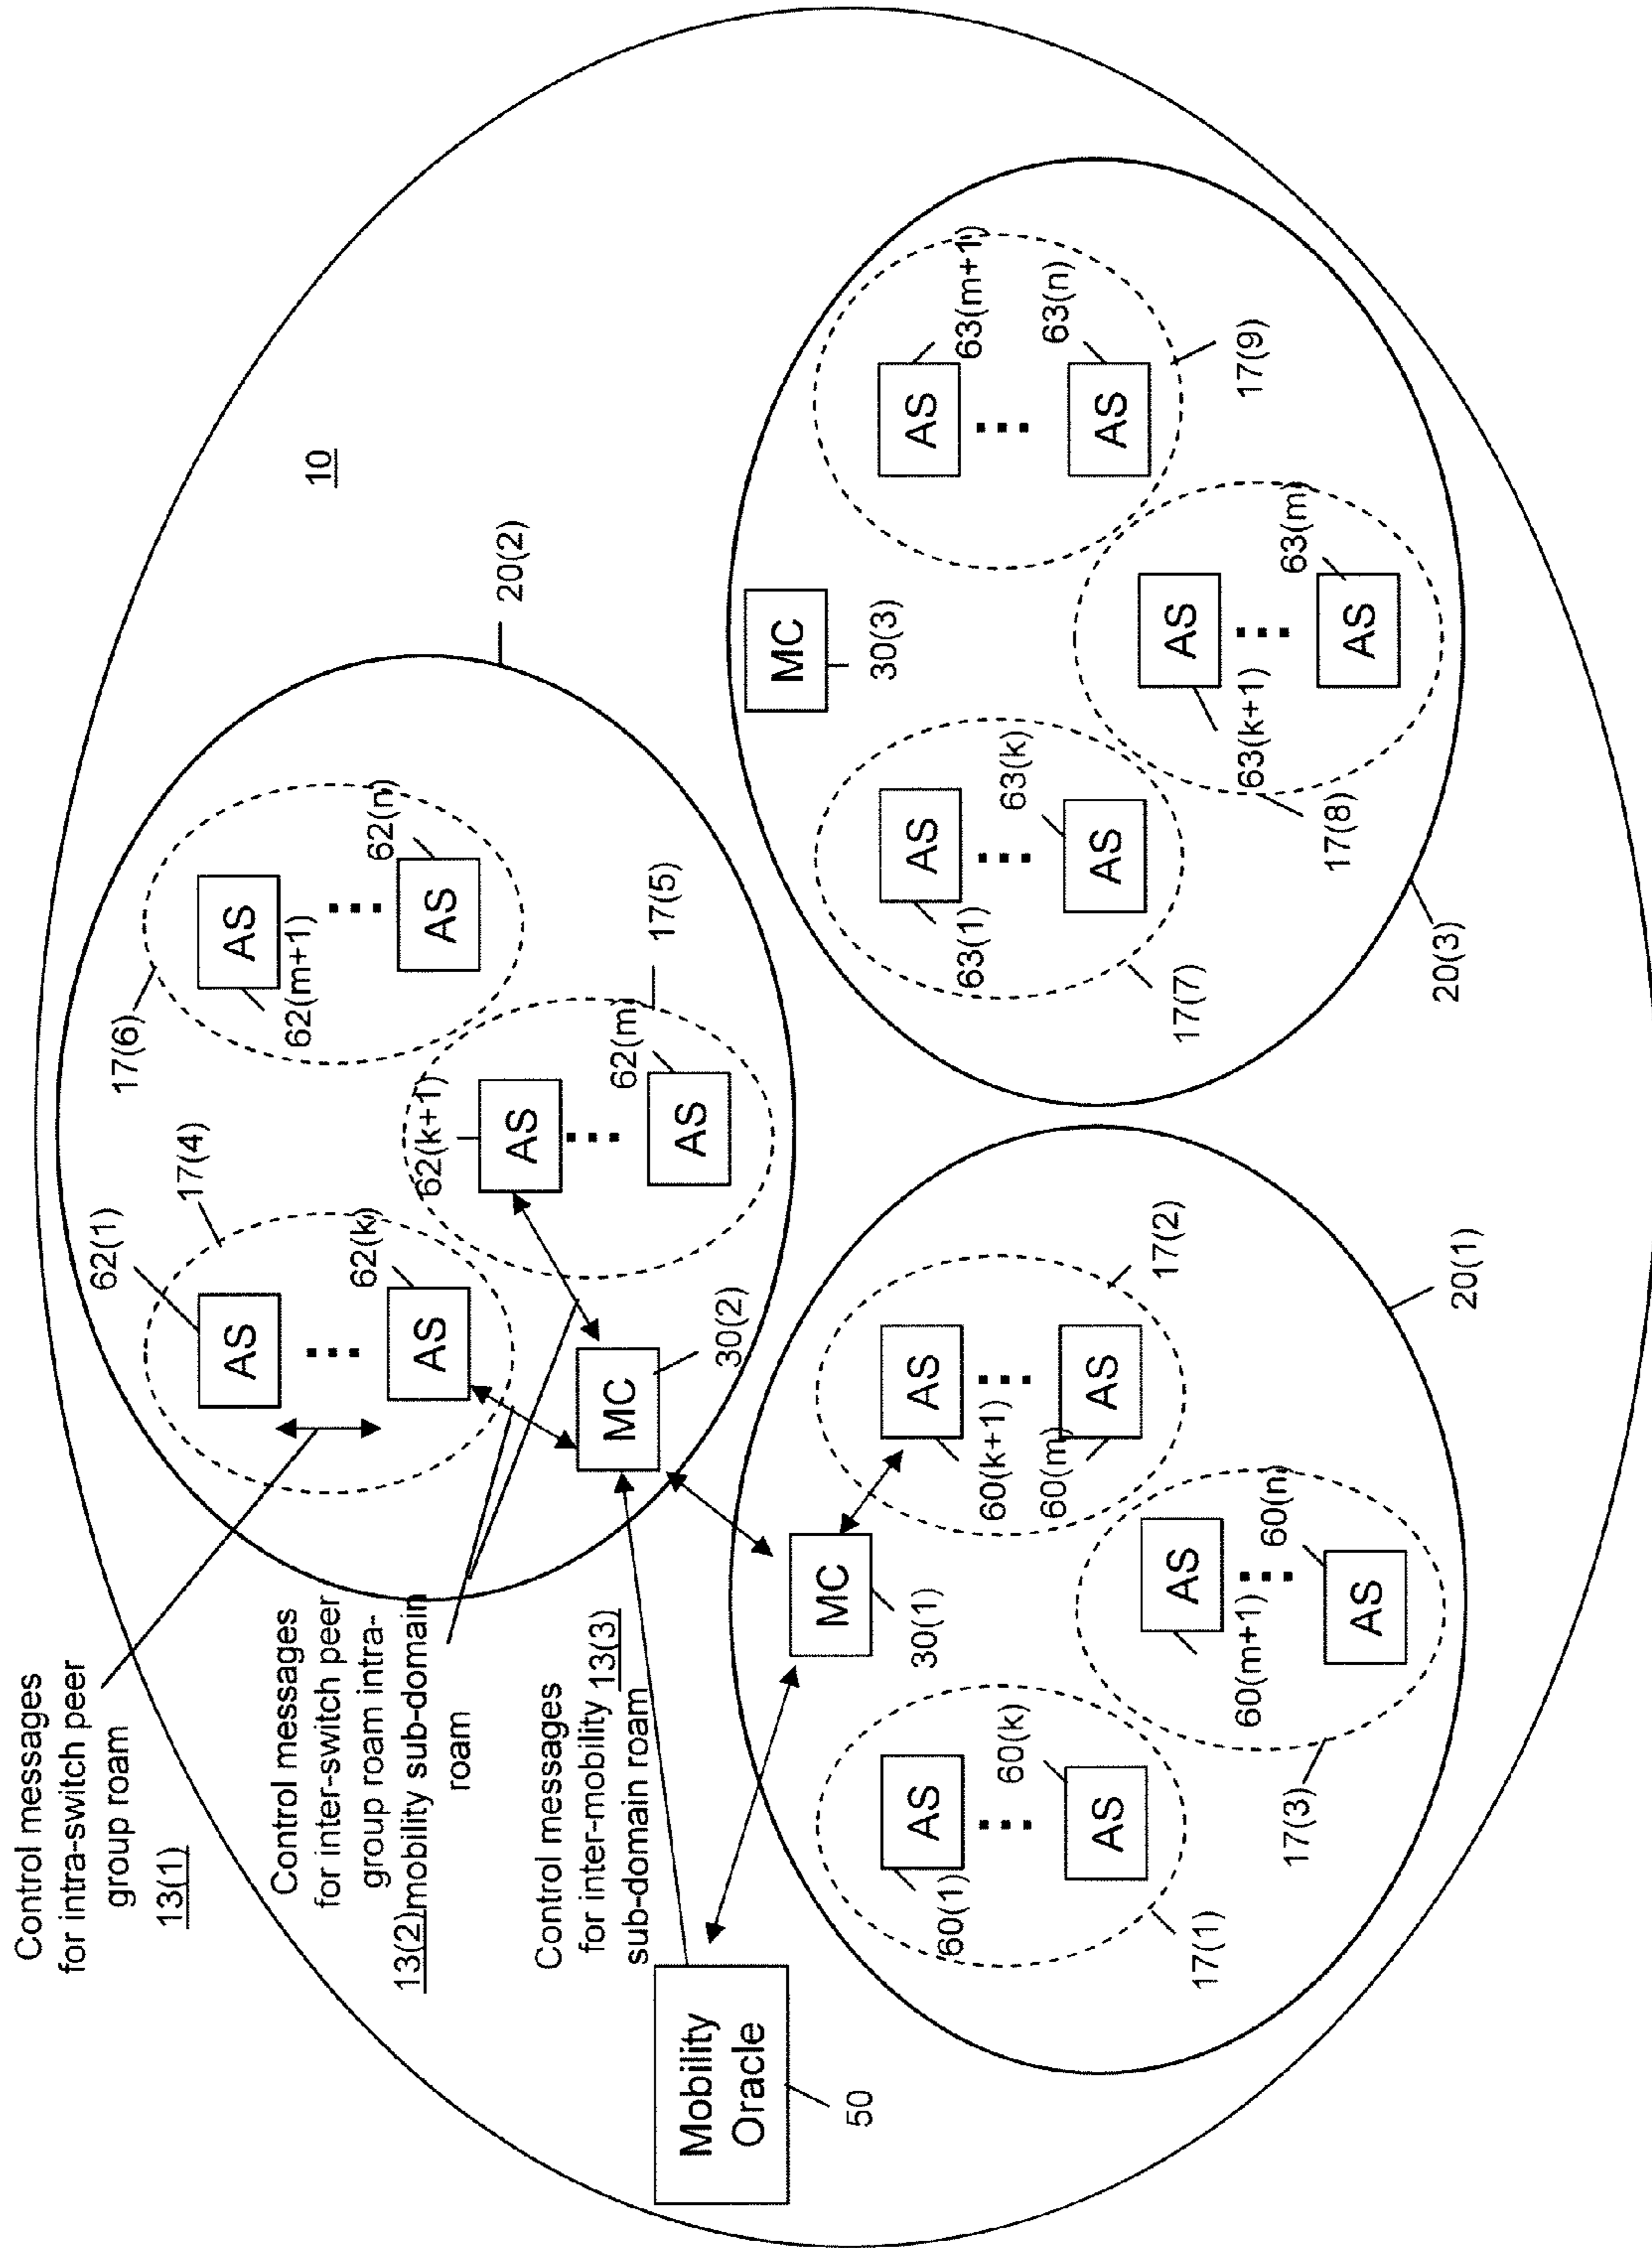 Control messages
for intra-switch peer
group roam
13(1)
Control messages
for inter-switch peer
group roam intra-
13(2)mobility sub-domain
roam
Control messages
for inter-mobility 13(3)
sub-domain roam
Mobility
Oracle
50
10
20(2)
17(4)
62(1)
AS
62(k)
AS
17(6)
AS
62(m+1)
62(n)
AS
17(5)
62(k+1)
AS
62(m)
AS
MC
30(2)
20(1)
MC
30(1)
17(1)
AS
60(1)
60(k)
AS
17(2)
AS
60(k+1)
60(m)
AS
17(3)
AS
60(m+1)
60(n)
AS
20(3)
MC
30(3)
17(7)
AS
63(1)
63(k)
AS
17(8)
AS
63(k+1)
63(m)
AS
17(9)
AS
63(m+1)
63(n)
AS